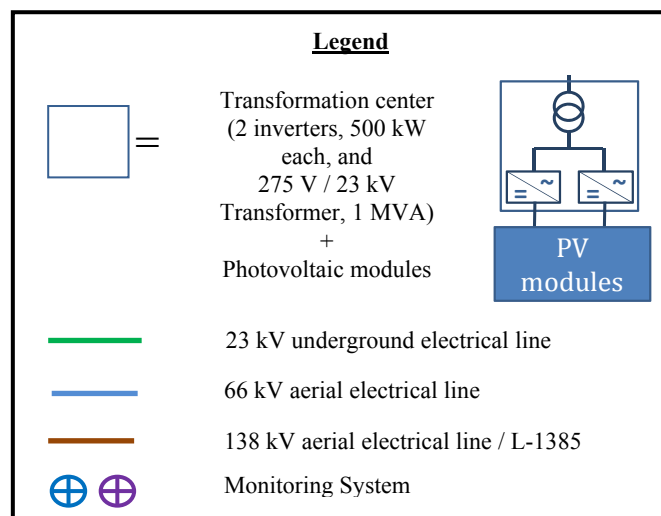 Legend
=
Transformation center
(2 inverters, 500 kW
each, and
275 V / 23 kV
Transformer, 1 MVA)
+
Photovoltaic modules
~
=
~
=
PV
modules
23 kV underground electrical line
66 kV aerial electrical line
138 kV aerial electrical line / L-1385
Monitoring System